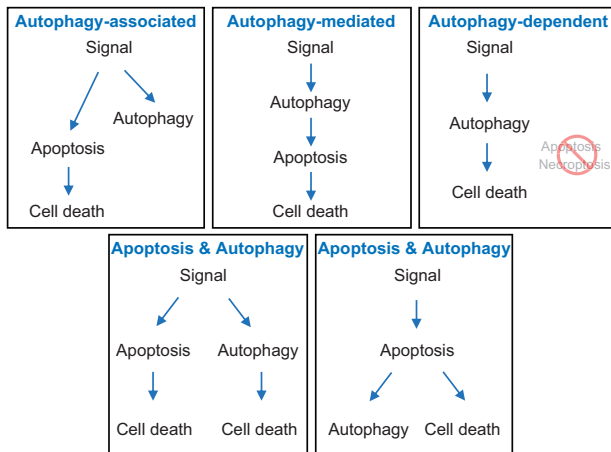 Autophagy-associated
Signal
Autophagy
Apoptosis
Cell death
Autophagy-mediated
Signal
Autophagy
Apoptosis
Cell death
Autophagy-dependent
Signal
Autophagy
Apoptosis
Necroptosis
Cell death
Apoptosis & Autophagy
Signal
Apoptosis Autophagy
Cell death Cell death
Apoptosis & Autophagy
Signal
Apoptosis
Autophagy Cell death